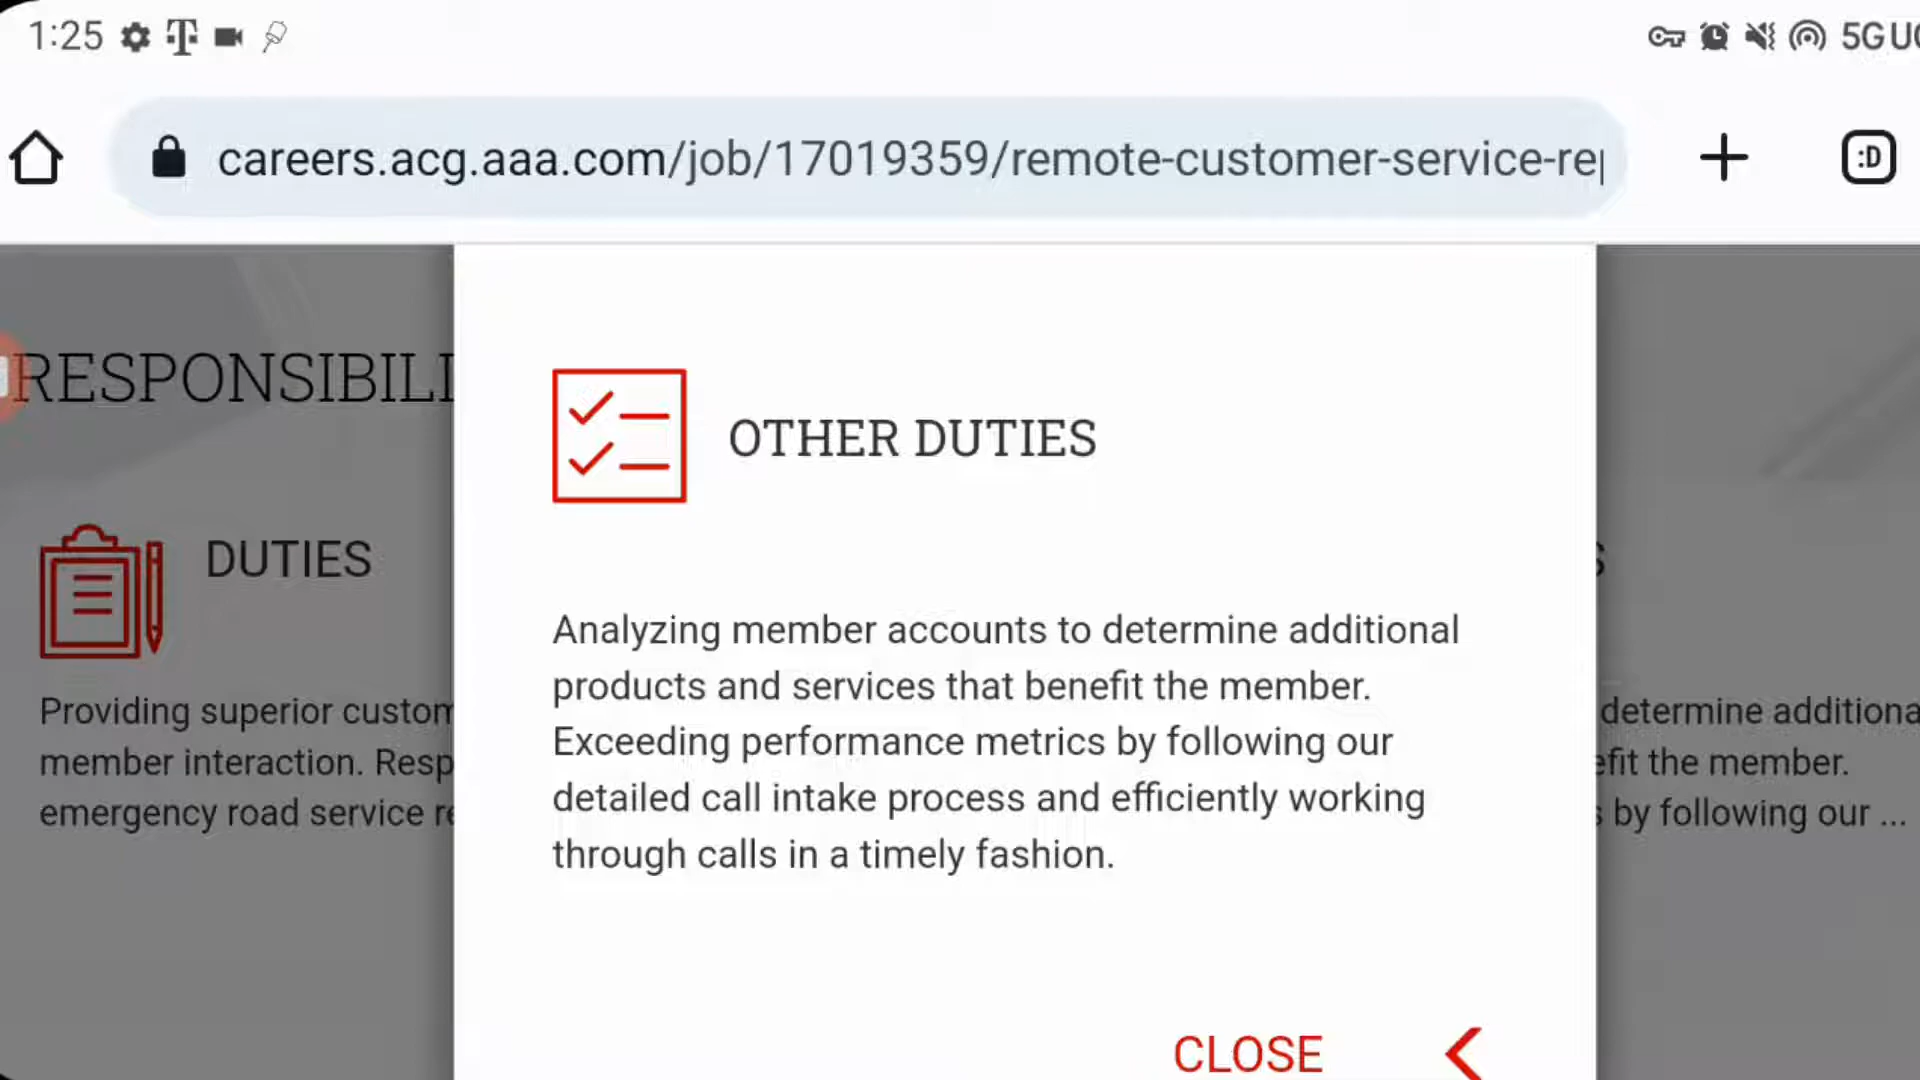 1:25
5G
careers.acg.aaa.com/job/17019359/remote-customer-service-rep
:D
RESPONSIBILI
OTHER DUTIES
DUTIES
Analyzing member accounts to determine additional
products and services that benefit the member.
Exceeding performance metrics by following our
detailed call intake process and efficiently working
through calls in a timely fashion.
Providing superior custom
member interaction. Resp
emergency road service re
determine additiona
efit the member.
s by following our ...
CLOSE